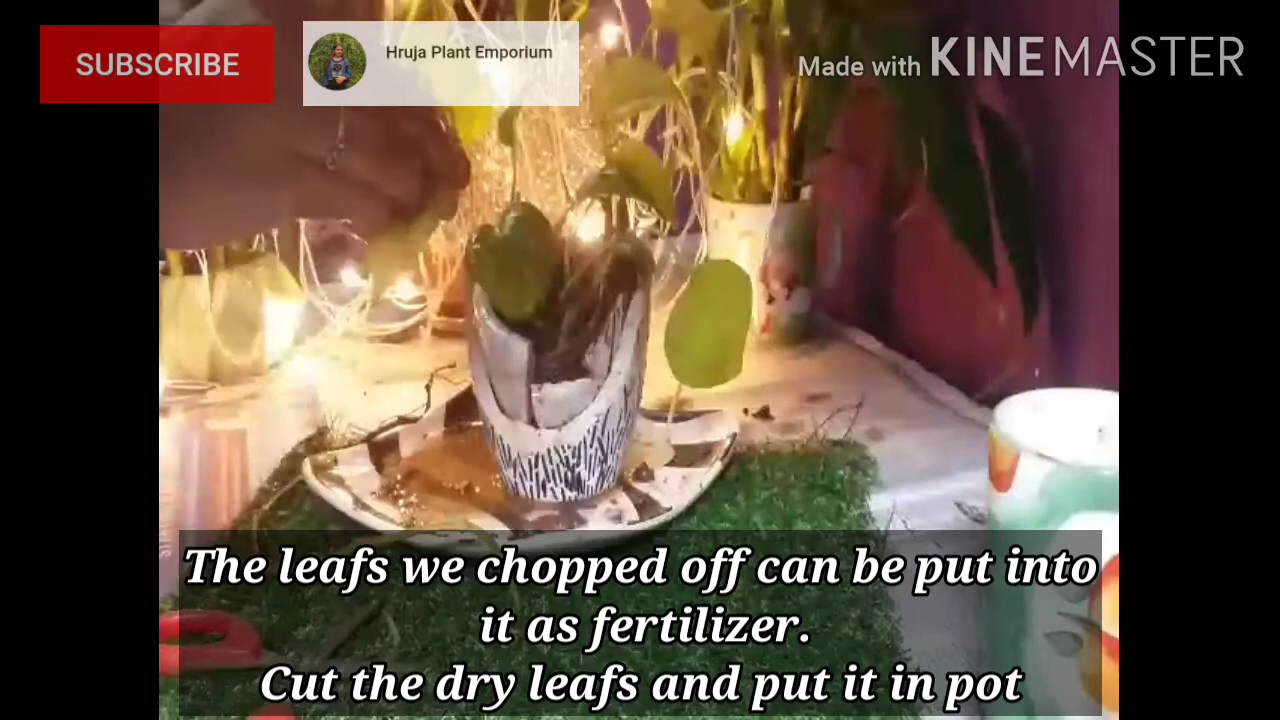 SUBSCRIBE
Hruja Plant Emporium
Made with KINEMASTER
The leafs we chopped off can be put into
it as fertilizer.
Cut the dry leafs and put it in pot